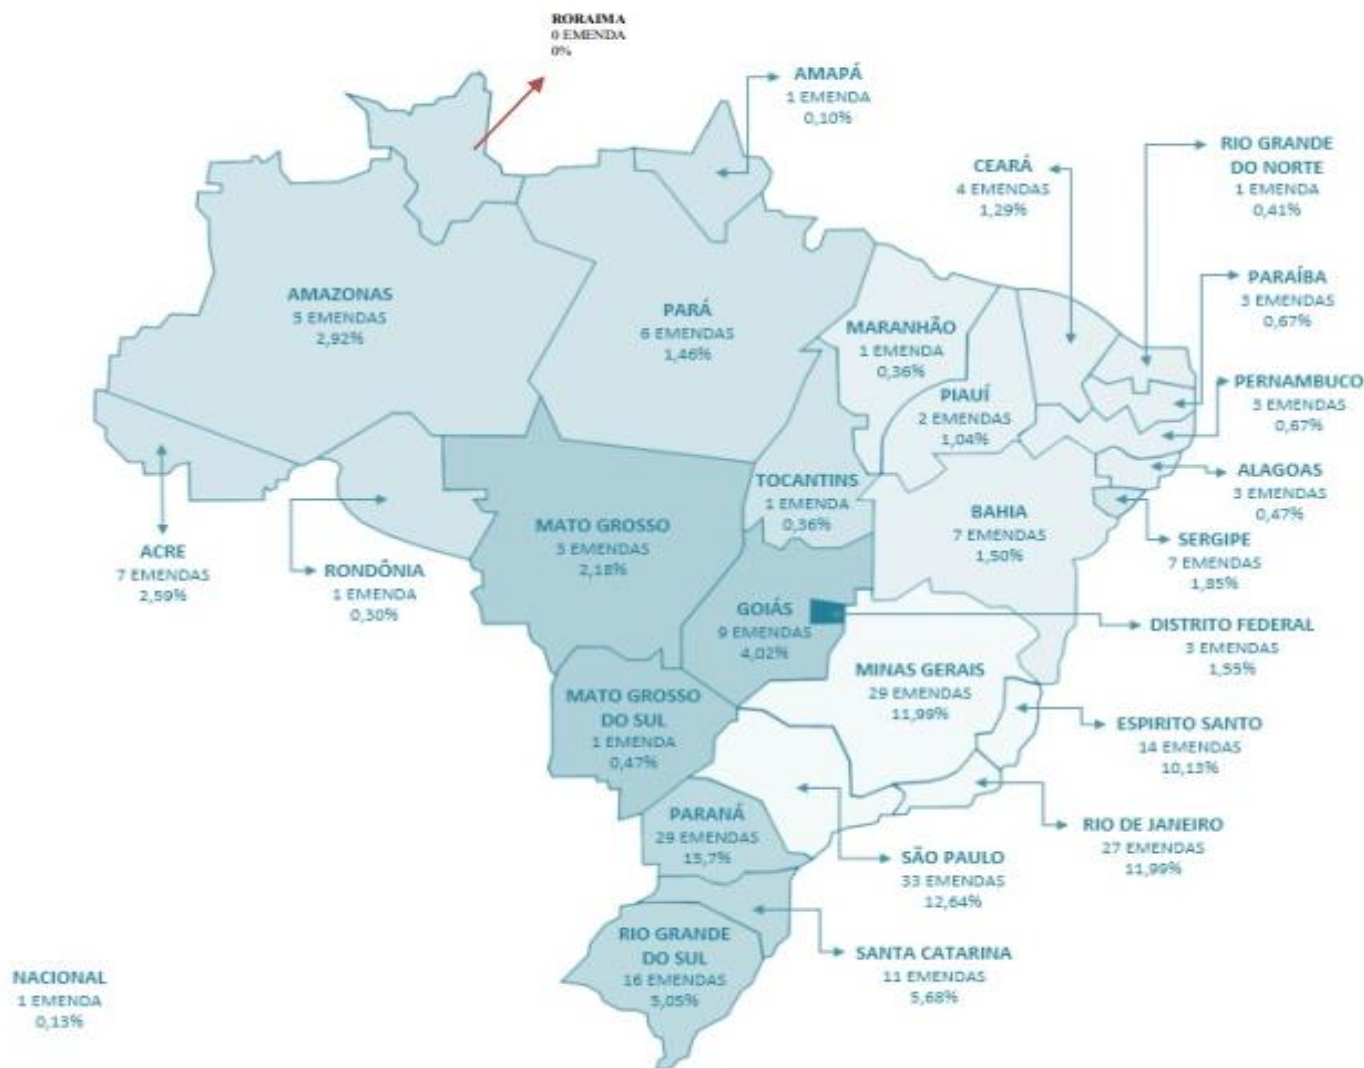 RORAIMA
0 EMENDA
0%
AMAPÁ
1 EMENDA
0,10%
RIO GRANDE
DO NORTE
1 EMENDA
0,41%
CEARÁ
4 EMENDAS
1,29%
PARAÍBA
3 EMENDAS
0,67%
AMAZONAS
5 EMENDAS
2,92%
PARÁ
6 EMENDAS
1,46%
MARANHÃO
1 EMENDA
0,36%
PIAUÍ
2 EMENDAS
1,04%
PERNAMBUCO
3 EMENDAS
0,67%
ALAGOAS
3 EMENDAS
0,47%
TOCANTINS
1 EMENDA
0,36%
BAHIA
7 EMENDAS
1,50%
SERGIPE
7 EMENDAS
1,85%
MATO GROSSO
3 EMENDAS
2,18%
ACRE
7 EMENDAS
2,59%
RONDÔNIA
1 EMENDA
0,30%
GOIÁS
9 EMENDAS
4,02%
DISTRITO FEDERAL
3 EMENDAS
1,55%
MINAS GERAIS
29 EMENDAS
11,99%
MATO GROSSO
DO SUL
1 EMENDA
0,47%
ESPIRITO SANTO
14 EMENDAS
10,13%
PARANÁ
29 EMENDAS
15,7%
RIO DE JANEIRO
27 EMENDAS
11,99%
SÃO PAULO
33 EMENDAS
12,64%
RIO GRANDE
DO SUL
16 EMENDAS
5,05%
SANTA CATARINA
11 EMENDAS
5,68%
NACIONAL
1 EMENDA
0,13%